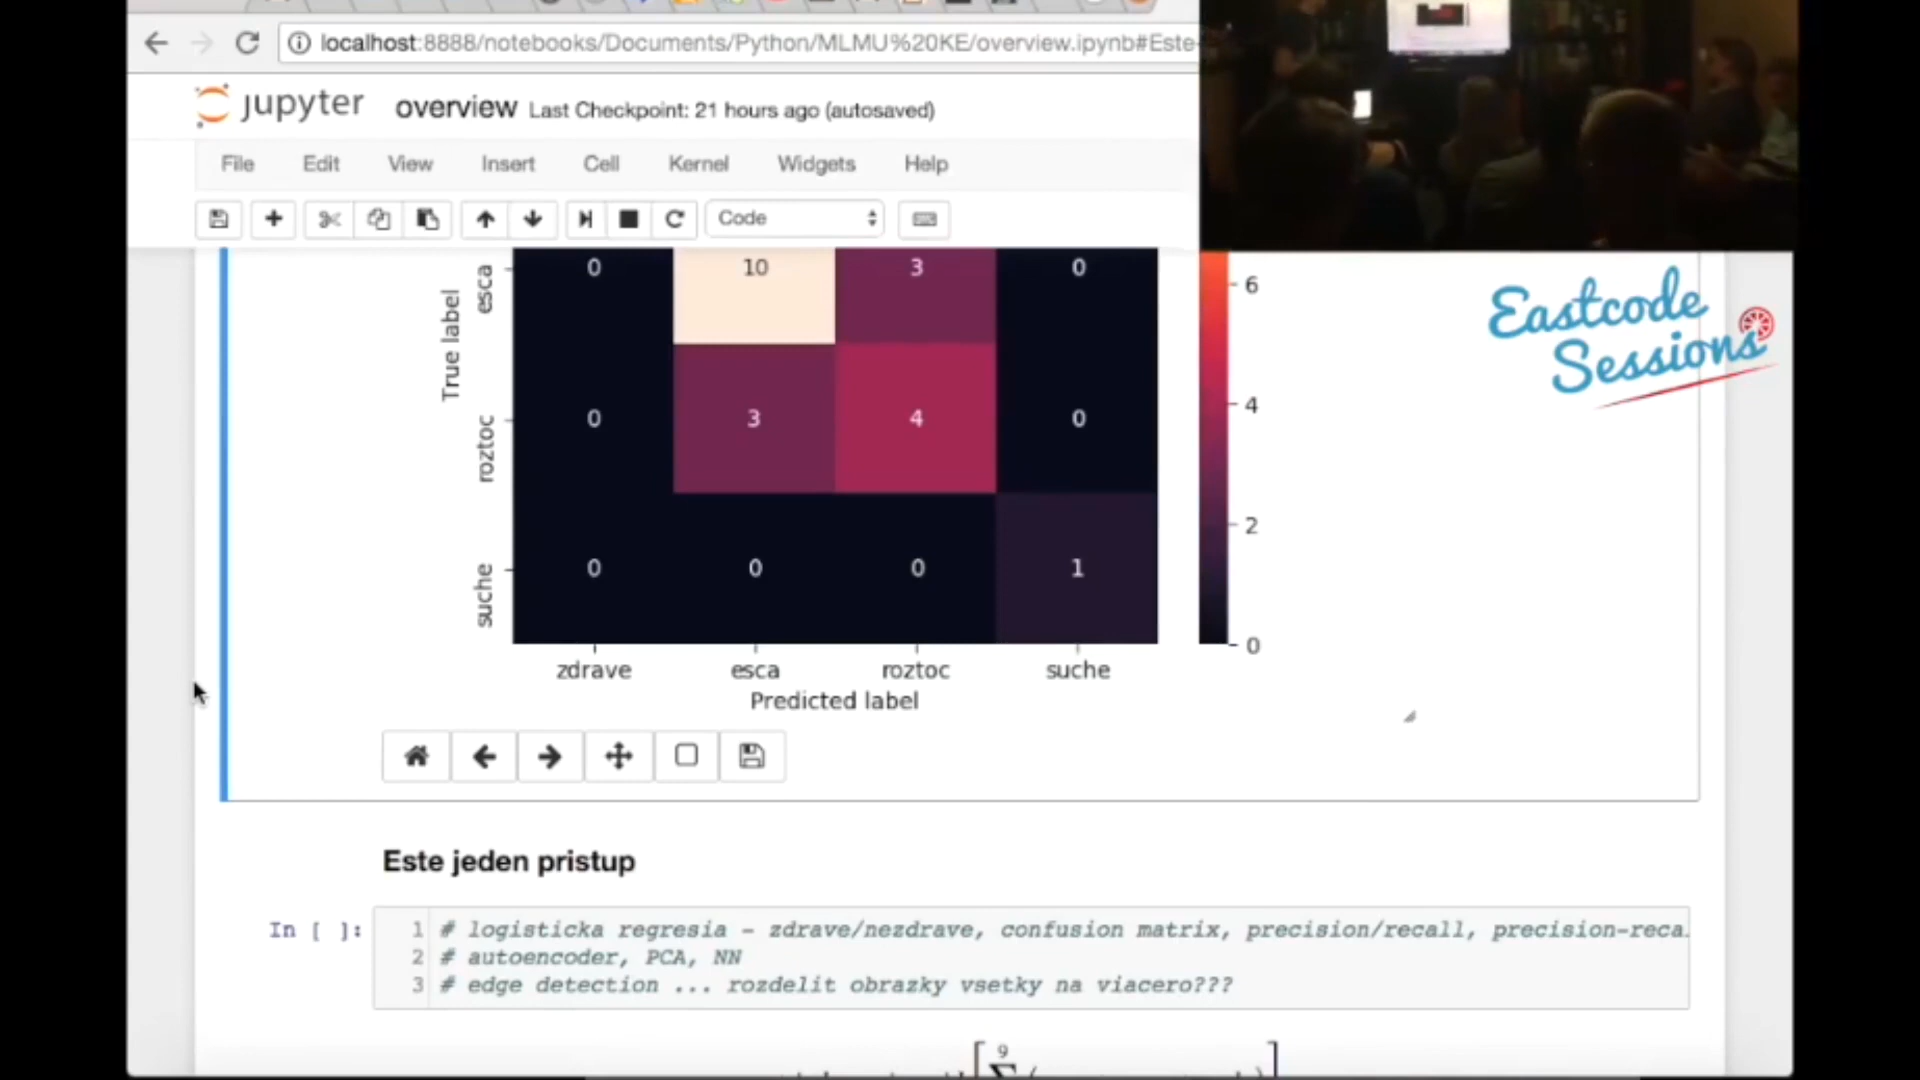 localhost:8888/notebooks/Documents/Python/MLMU%20KE/overview.ipynb#Este-
jupyter overview Last Checkpoint: 21 hours ago (autosaved)
File Edit View Insert Cell Kernel Widgets Help
Code
Eastcode
Sessions
True label
esca 0 10 3 0
roztoc 0 3 4 0
suche 0 0 0 1
6
4
2
0
zdrave esca roztoc suche
Predicted label
Este jeden pristup
In [ ]:
1 # logisticka regresia - zdrave/nezdrave, confusion matrix, precision/recall, precision-reca
2 # autoencoder, PCA, NN
3 # edge detection ... rozdelit obrazky vsetky na viacero???
9